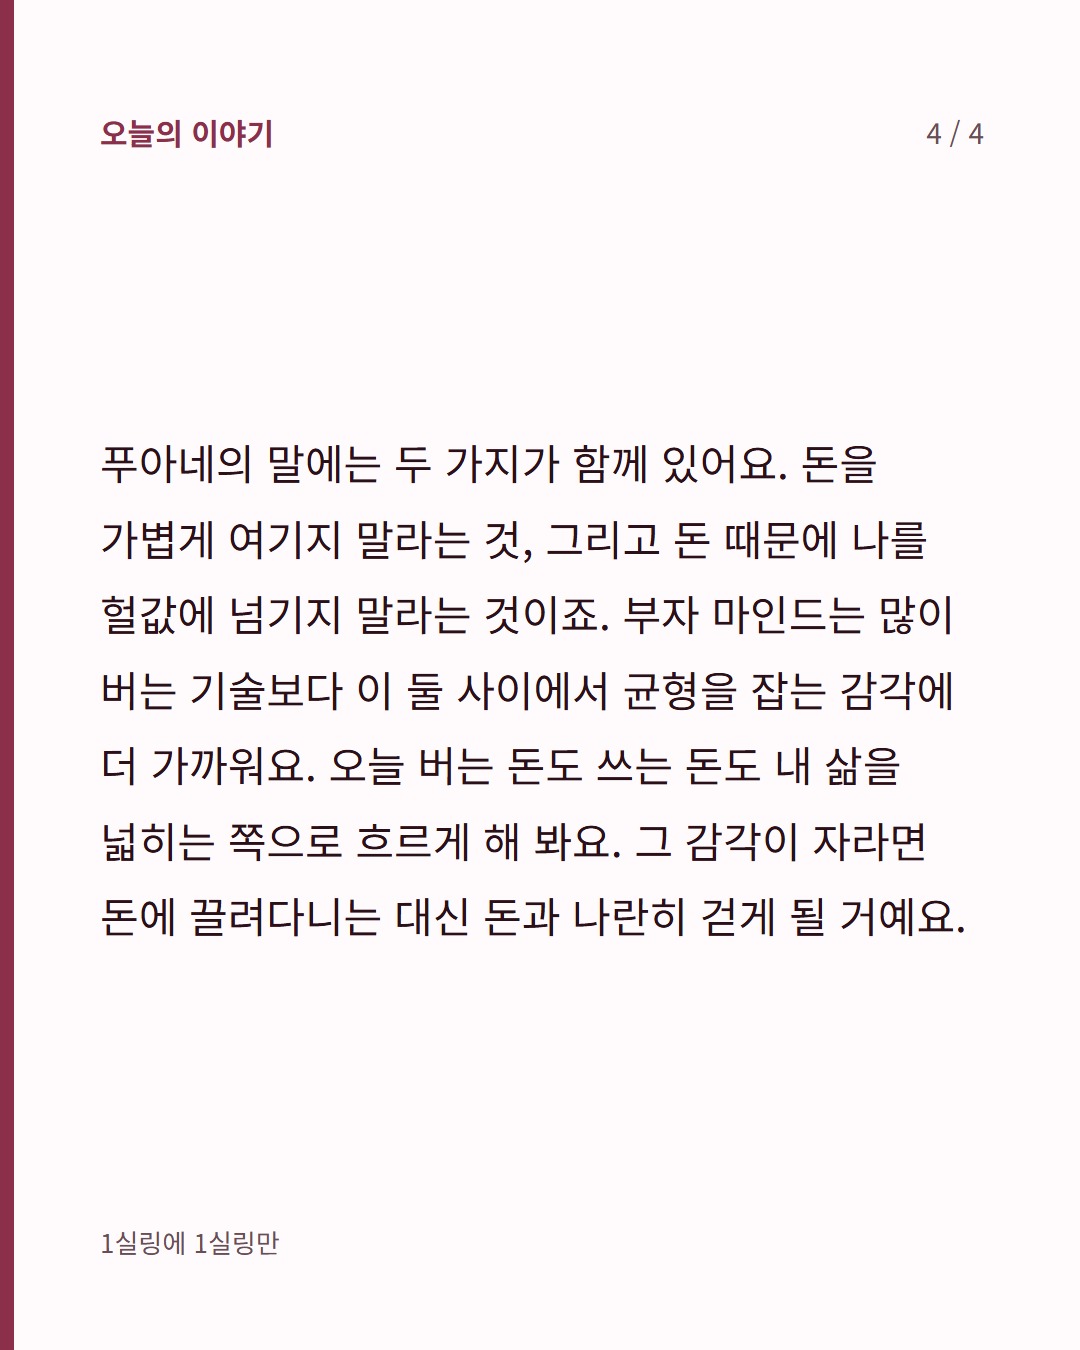 오늘의 이야기
4 / 4
푸아네의 말에는 두 가지가 함께 있어요. 돈을
가볍게 여기지 말라는 것, 그리고 돈 때문에 나를
헐값에 넘기지 말라는 것이죠. 부자 마인드는 많이
버는 기술보다 이 둘 사이에서 균형을 잡는 감각에
더 가까워요. 오늘 버는 돈도 쓰는 돈도 내 삶을
넓히는 쪽으로 흐르게 해 봐요. 그 감각이 자라면
돈에 끌려다니는 대신 돈과 나란히 걷게 될 거예요.
1실링에 1실링만